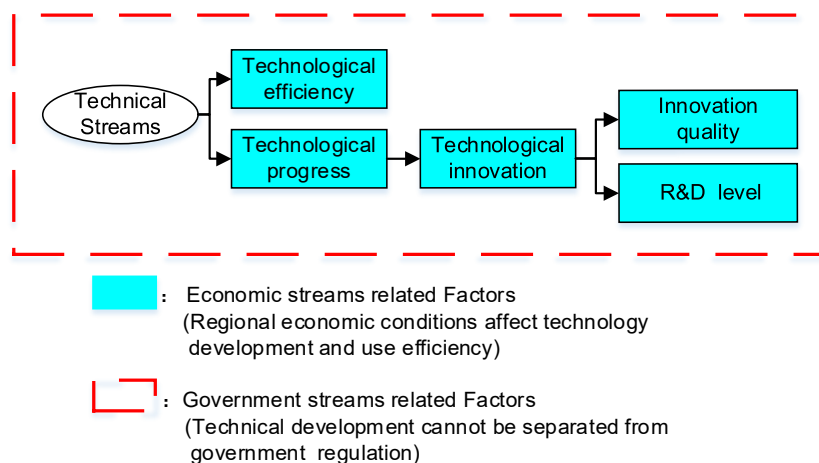 Technical
Streams
Technological
efficiency
Technological
progress
Technological
innovation
Innovation
quality
R&D level
: Economic streams related Factors
(Regional economic conditions affect technology
development and use efficiency)
: Government streams related Factors
(Technical development cannot be separated from
government regulation)